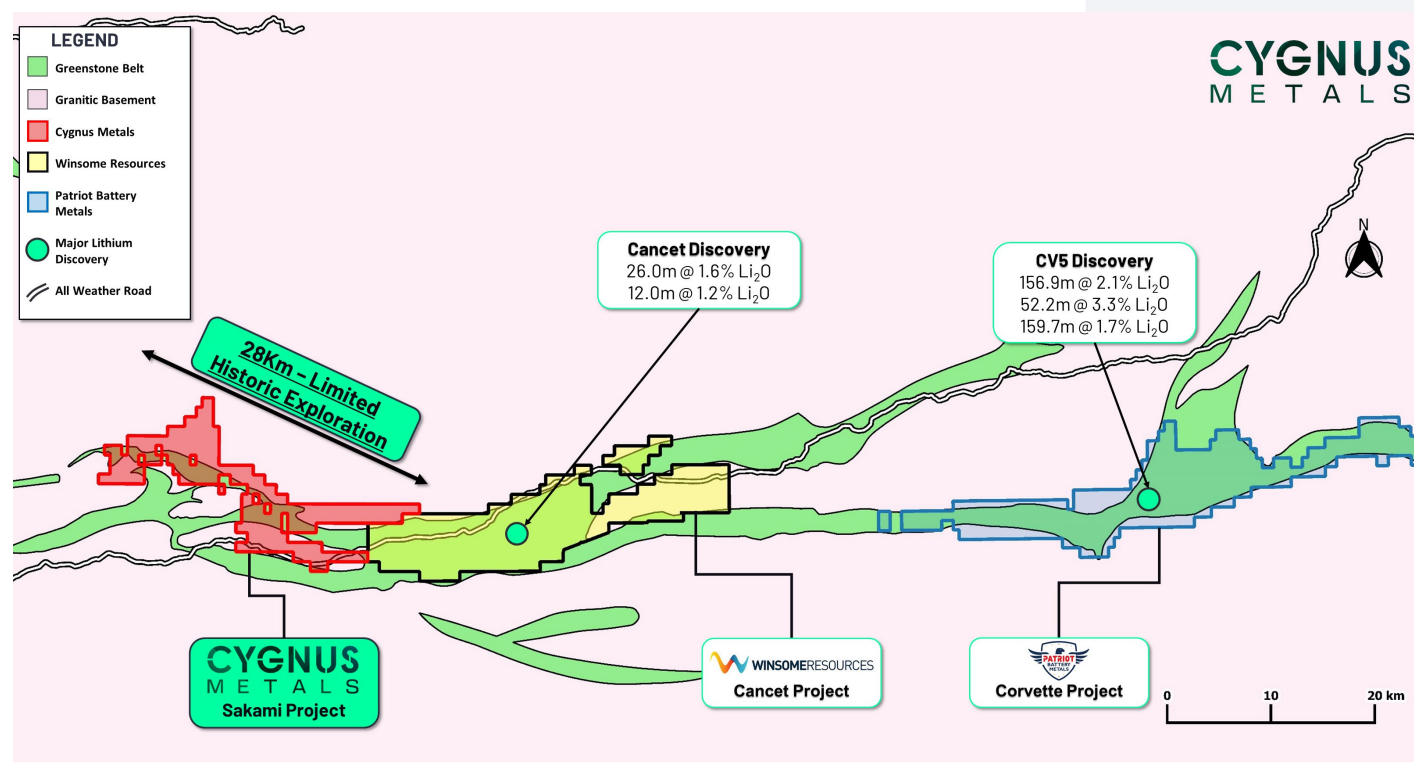 LEGEND
Greenstone Belt
Granitic Basement
Cygnus Metals
Winsome Resources
Patriot Battery
Metals
Major Lithium
Discovery
All Weather Road
CYGNUS
METALS
N
28Km – Limited
Historic Exploration
Cancet Discovery
26.0m @ 1.6% Li₂O
12.0m @ 1.2% Li₂O
CV5 Discovery
156.9m @ 2.1% Li₂O
52.2m @ 3.3% Li₂O
159.7m @ 1.7% Li₂O
CYGNUS
METALS
Sakami Project
WINSOMERESOURCES
Cancet Project
PATRIOT
BATTERY
METALS
Corvette Project
0 10 20 km